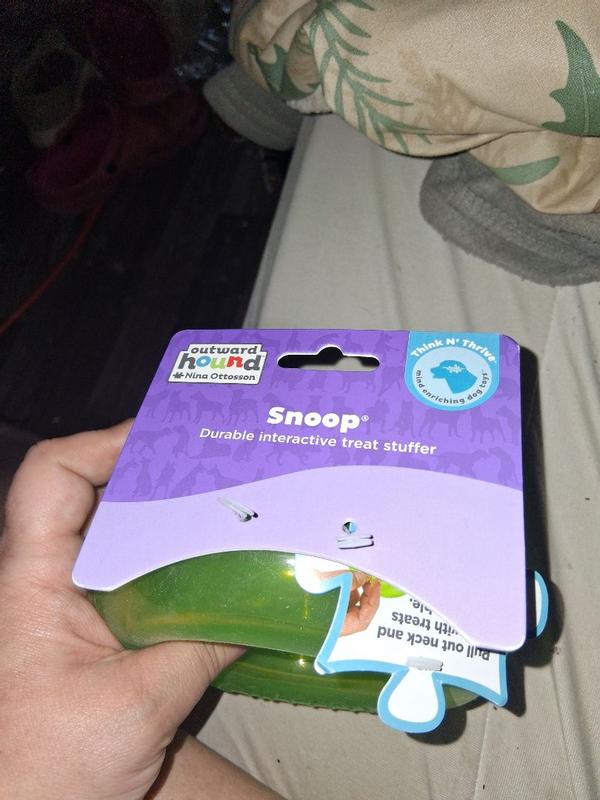 outward
hound
Nina Ottosson
Think N' Thrive
mind enriching dog toys™
Snoop®
Durable interactive treat stuffer
Pull out neck and
with treats